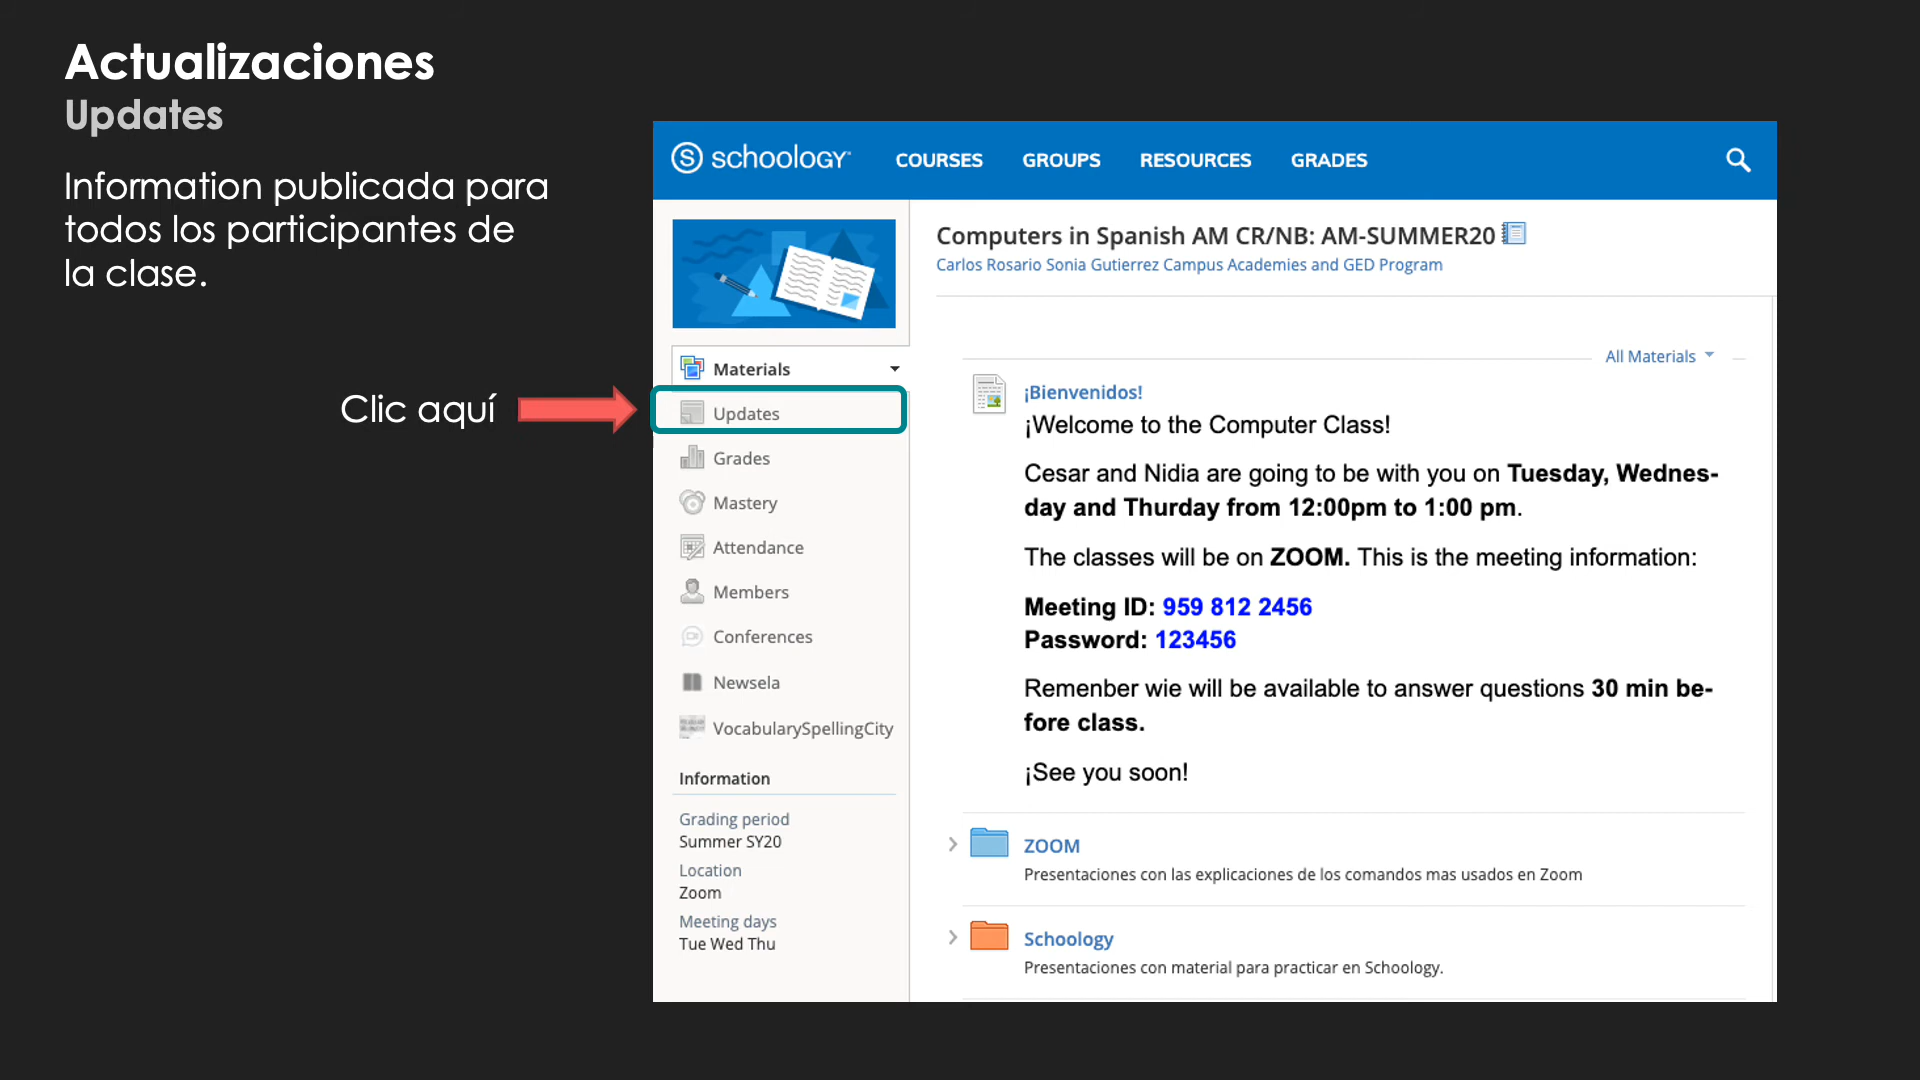 Actualizaciones
Updates
Information publicada para
todos los participantes de
la clase.
Clic aquí
S schoology
COURSES GROUPS RESOURCES GRADES
Computers in Spanish AM CR/NB: AM-SUMMER20
Carlos Rosario Sonia Gutierrez Campus Academies and GED Program
Materials
Updates
Grades
Mastery
Attendance
Members
Conferences
Newsela
VocabularySpellingCity
Information
Grading period
Summer SY20
Location
Zoom
Meeting days
Tue Wed Thu
All Materials
¡Bienvenidos!
¡Welcome to the Computer Class!
Cesar and Nidia are going to be with you on Tuesday, Wednes-
day and Thurday from 12:00pm to 1:00 pm.
The classes will be on ZOOM. This is the meeting information:
Meeting ID: 959 812 2456
Password: 123456
Remenber wie will be available to answer questions 30 min be-
fore class.
¡See you soon!
ZOOM
Presentaciones con las explicaciones de los comandos mas usados en Zoom
Schoology
Presentaciones con material para practicar en Schoology.